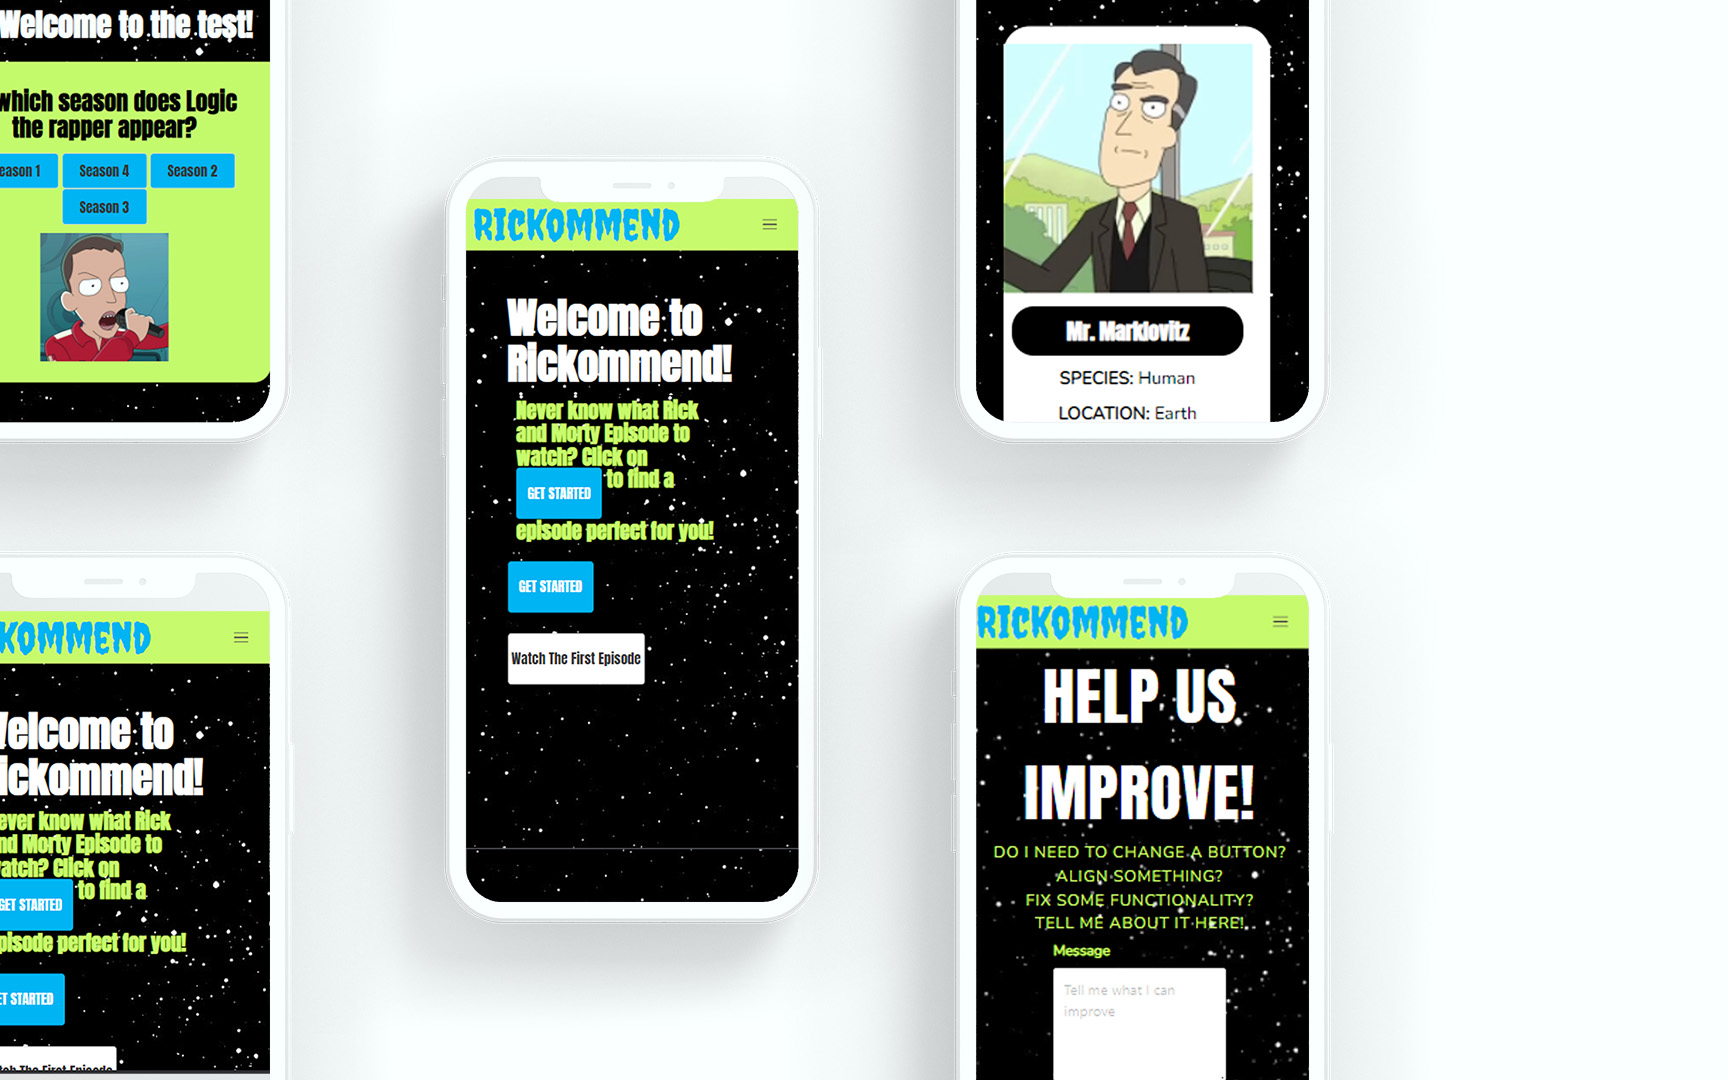 Welcome to the test!
which season does Logic
the rapper appear?
eason 1
Season 4
Season 2
Season 3
KOMMEND
elcome to
ickommend!
ever know what Rick
nd Morty Episode to
atch? Click on
GET STARTED
to find a
pisode perfect for you!
ET STARTED
tch The First Episode
RICKOMMEND
Welcome to
Rickommend!
Never know what Rick
and Morty Episode to
watch? Click on
GET STARTED
to find a
episode perfect for you!
GET STARTED
Watch The First Episode
Mr. Marklovitz
SPECIES: Human
LOCATION: Earth
RICKOMMEND
HELP US
IMPROVE!
DO I NEED TO CHANGE A BUTTON?
ALIGN SOMETHING?
FIX SOME FUNCTIONALITY?
TELL ME ABOUT IT HERE!
Message
Tell me what I can
improve